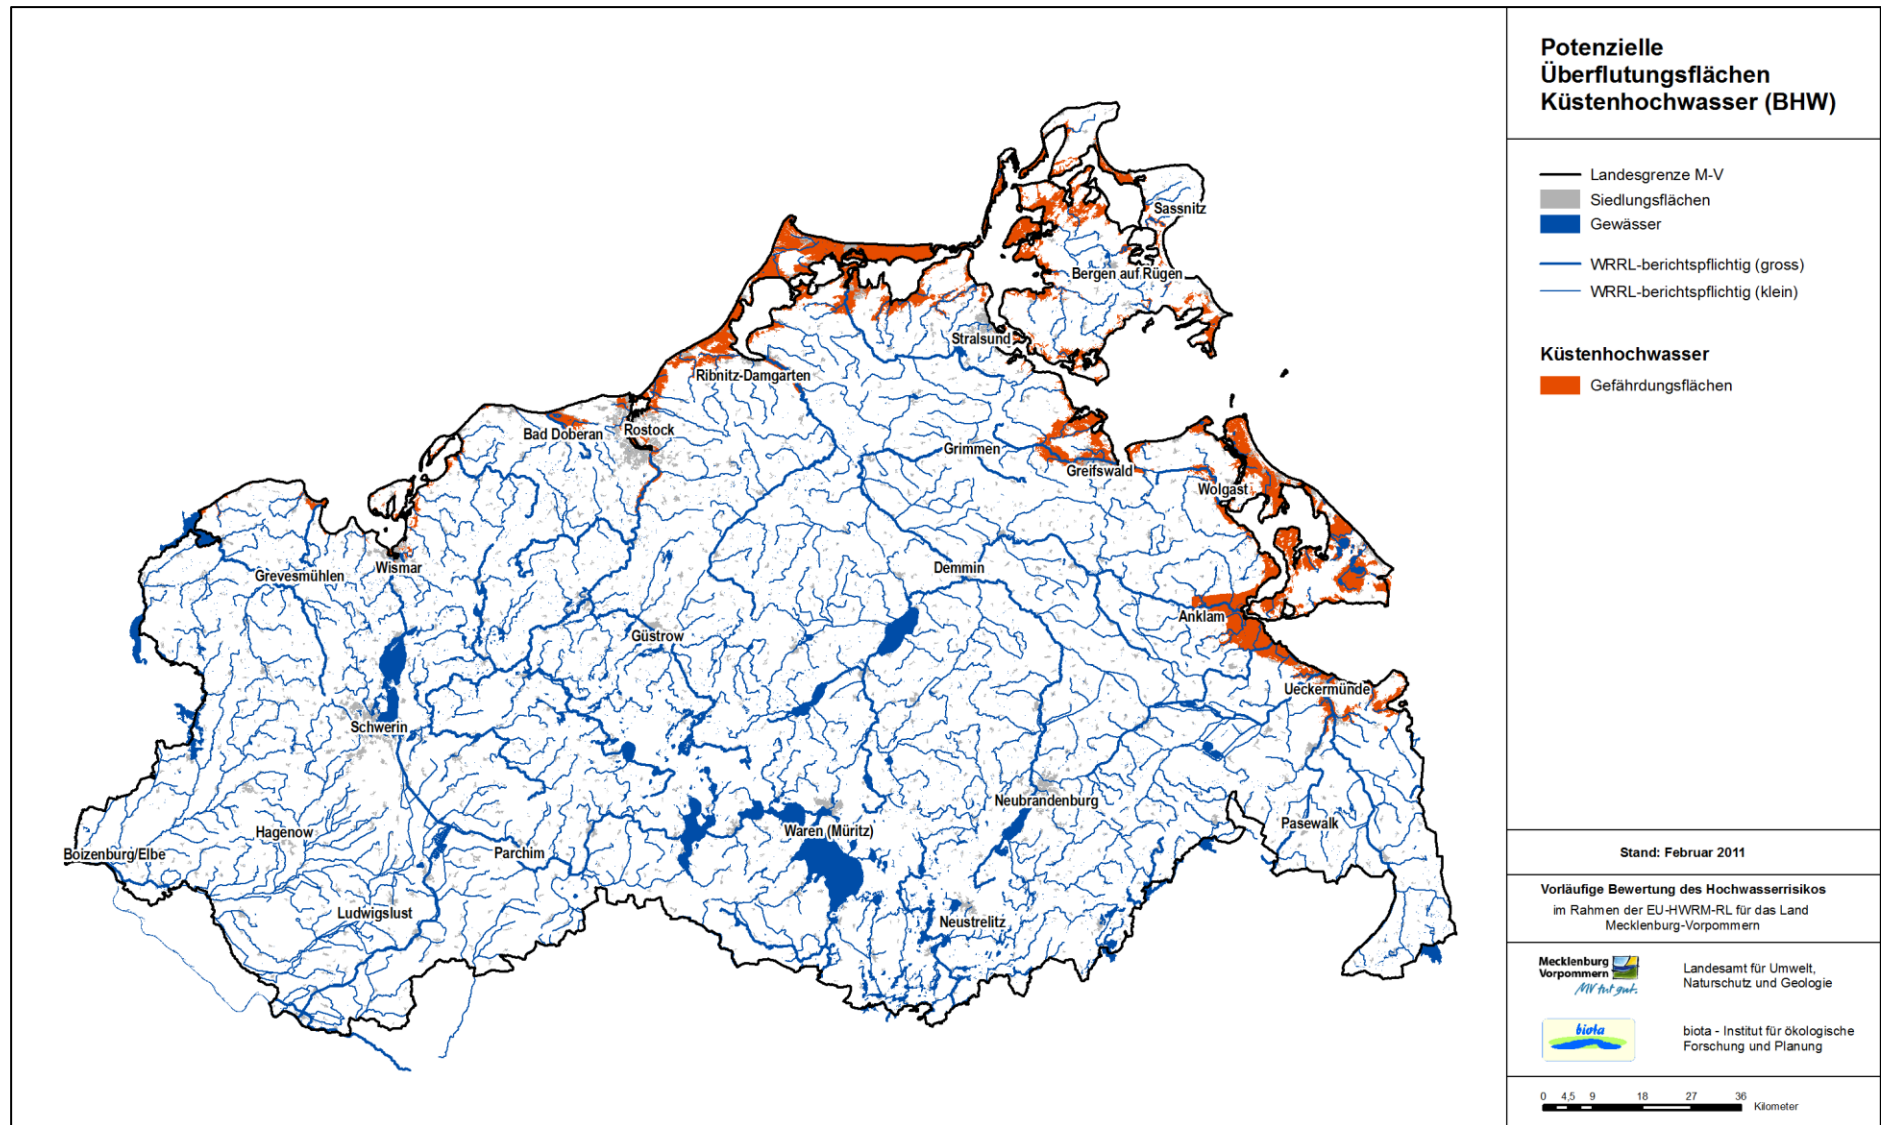 Potenzielle
Überflutungsflächen
Küstenhochwasser (BHW)
Landesgrenze M-V
Siedlungsflächen
Gewässer
WRRL-berichtspflichtig (gross)
WRRL-berichtspflichtig (klein)
Küstenhochwasser
Gefährdungsflächen
Stand: Februar 2011
Vorläufige Bewertung des Hochwasserrisikos
im Rahmen der EU-HWRM-RL für das Land
Mecklenburg-Vorpommern
Mecklenburg
Vorpommern
MV tut gut.
Landesamt für Umwelt,
Naturschutz und Geologie
biota
biota - Institut für ökologische
Forschung und Planung
0 4,5 9 18 27 36
Kilometer
Sassnitz
Bergen auf Rügen
Stralsund
Ribnitz-Damgarten
Bad Doberan
Rostock
Grimmen
Greifswald
Wolgast
Wismar
Grevesmühlen
Demmin
Anklam
Güstrow
Ueckermünde
Schwerin
Neubrandenburg
Pasewalk
Hagenow
Waren (Müritz)
Boizenburg/Elbe
Parchim
Ludwigslust
Neustrelitz